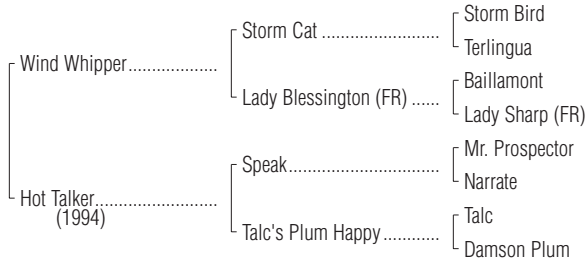 Storm Bird
Storm Cat ........................
Terlingua
Wind Whipper..................
Baillamont
Lady Blessington (FR) ......
Lady Sharp (FR)
Mr. Prospector
Speak...............................
Narrate
Hot Talker.........................
(1994)
Talc
Talc's Plum Happy ............
Damson Plum